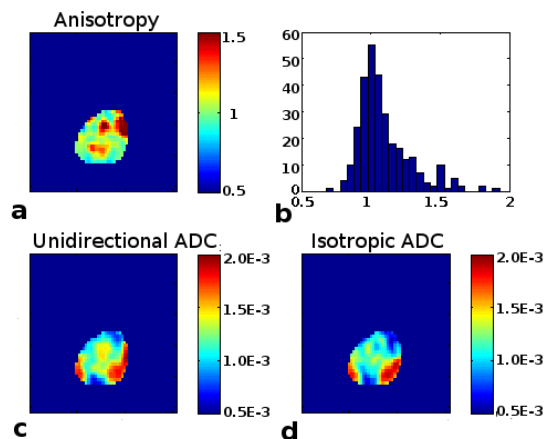 Anisotropy
1.5
1
0.5
a
60
50
40
30
20
10
0
0.5
1
1.5
2
b
Unidirectional ADC
2.0E-3
1.5E-3
1.0E-3
0.5E-3
c
Isotropic ADC
2.0E-3
1.5E-3
1.0E-3
0.5E-3
d